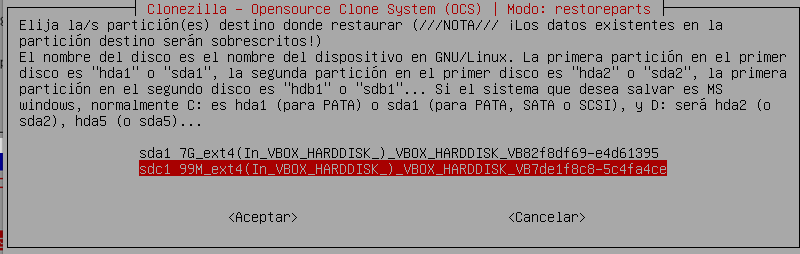 Clonezilla - Opensource Clone System (OCS) | Modo: restoreparts
Elija la/s partición(es) destino donde restaurar (///NOTA/// ¡Los datos existentes en la
partición destino serán sobrescritos!)
El nombre del disco es el nombre del dispositivo en GNU/Linux. La primera partición en el primer
disco es "hda1" o "sda1", la segunda partición en el primer disco es "hda2" o "sda2", la primera
partición en el segundo disco es "hdb1" o "sdb1"... Si el sistema que desea salvar es MS
windows, normalmente C: es hda1 (para PATA) o sda1 (para PATA, SATA o SCSI), y D: será hda2 (o
sda2), hda5 (o sda5)...
sda1 7G_ext4(In_VBOX_HARDDISK_)_VBOX_HARDDISK_VB82f8df69-e4d61395
sdc1 99M_ext4(In_VBOX_HARDDISK_)_VBOX_HARDDISK_VB7de1f8c8-5c4fa4ce
<Aceptar> <Cancelar>